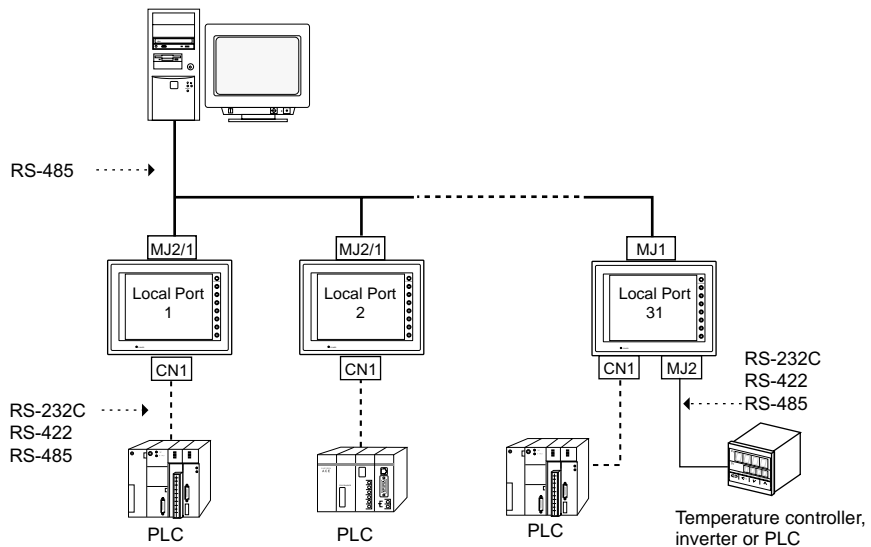 RS-485
MJ2/1
MJ2/1
MJ1
Local Port
1
Local Port
2
Local Port
31
CN1
CN1
CN1
MJ2
RS-232C
RS-422
RS-485
RS-232C
RS-422
RS-485
PLC
PLC
PLC
Temperature controller,
inverter or PLC